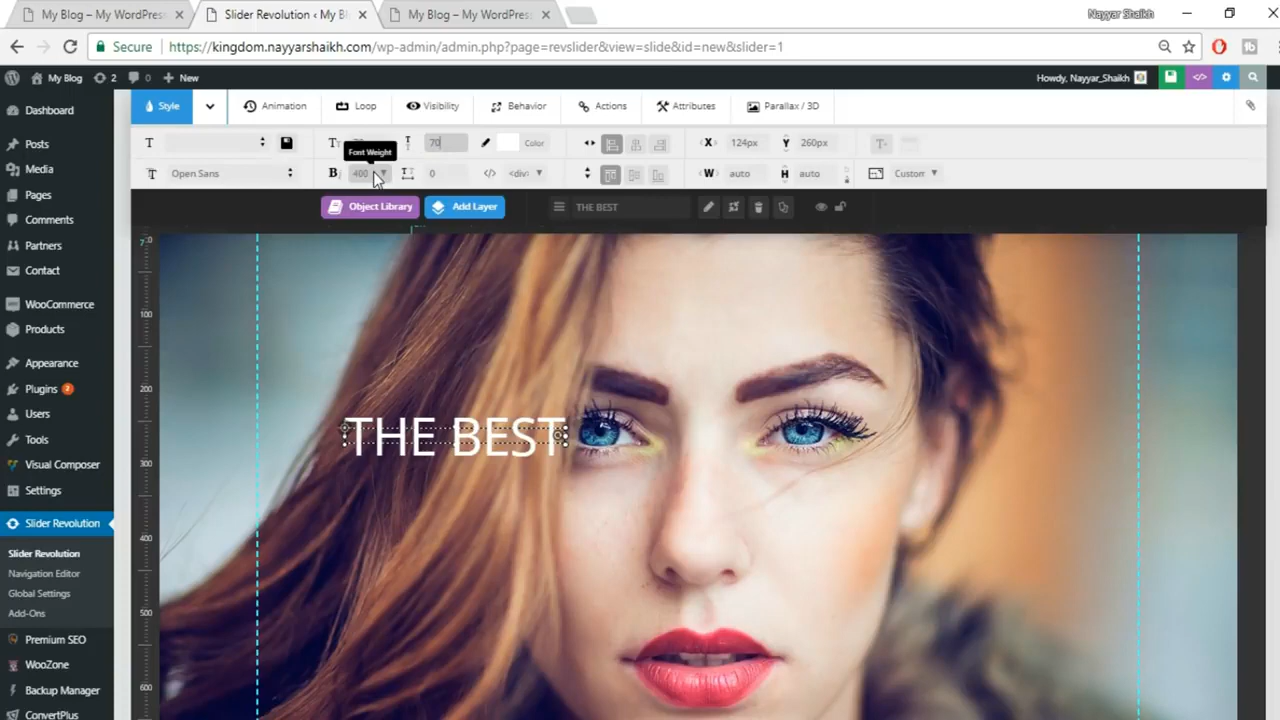 My Blog – My WordPress
Slider Revolution ‹ My Bl
My Blog – My WordPress
Nayyar Shaikh
Secure
https://kingdom.nayyarshaikh.com/wp-admin/admin.php?page=revslider&view=slide&id=new&slider=1
My Blog
2
0
New
Howdy, Nayyar_Shaikh
Dashboard
Posts
Media
Pages
Comments
Partners
Contact
WooCommerce
Products
Appearance
Plugins 2
Users
Tools
Visual Composer
Settings
Slider Revolution
Slider Revolution
Navigation Editor
Global Settings
Add-Ons
Premium SEO
WooZone
Backup Manager
ConvertPlus
Style
Animation
Loop
Visibility
Behavior
Actions
Attributes
Parallax / 3D
70
Color
X 124px
Y 260px
Font Weight
Open Sans
B 400
0
<div>
W auto
H auto
Custom
Object Library
Add Layer
THE BEST
100
200
300
400
500
600
THE BEST